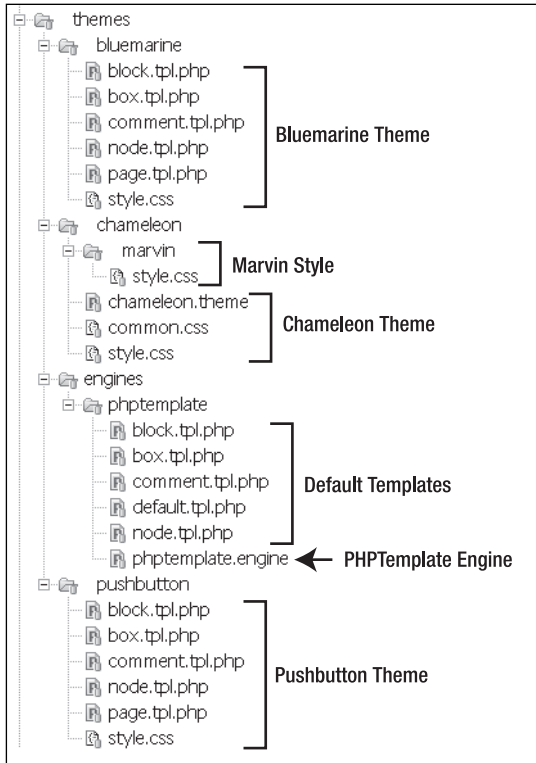 themes
bluemarine
block.tpl.php
box.tpl.php
comment.tpl.php
node.tpl.php
page.tpl.php
style.css
Bluemarine Theme
chameleon
marvin
style.css
Marvin Style
chameleon.theme
common.css
style.css
Chameleon Theme
engines
phptemplate
block.tpl.php
box.tpl.php
comment.tpl.php
default.tpl.php
node.tpl.php
Default Templates
phptemplate.engine
PHPTemplate Engine
pushbutton
block.tpl.php
box.tpl.php
comment.tpl.php
node.tpl.php
page.tpl.php
style.css
Pushbutton Theme